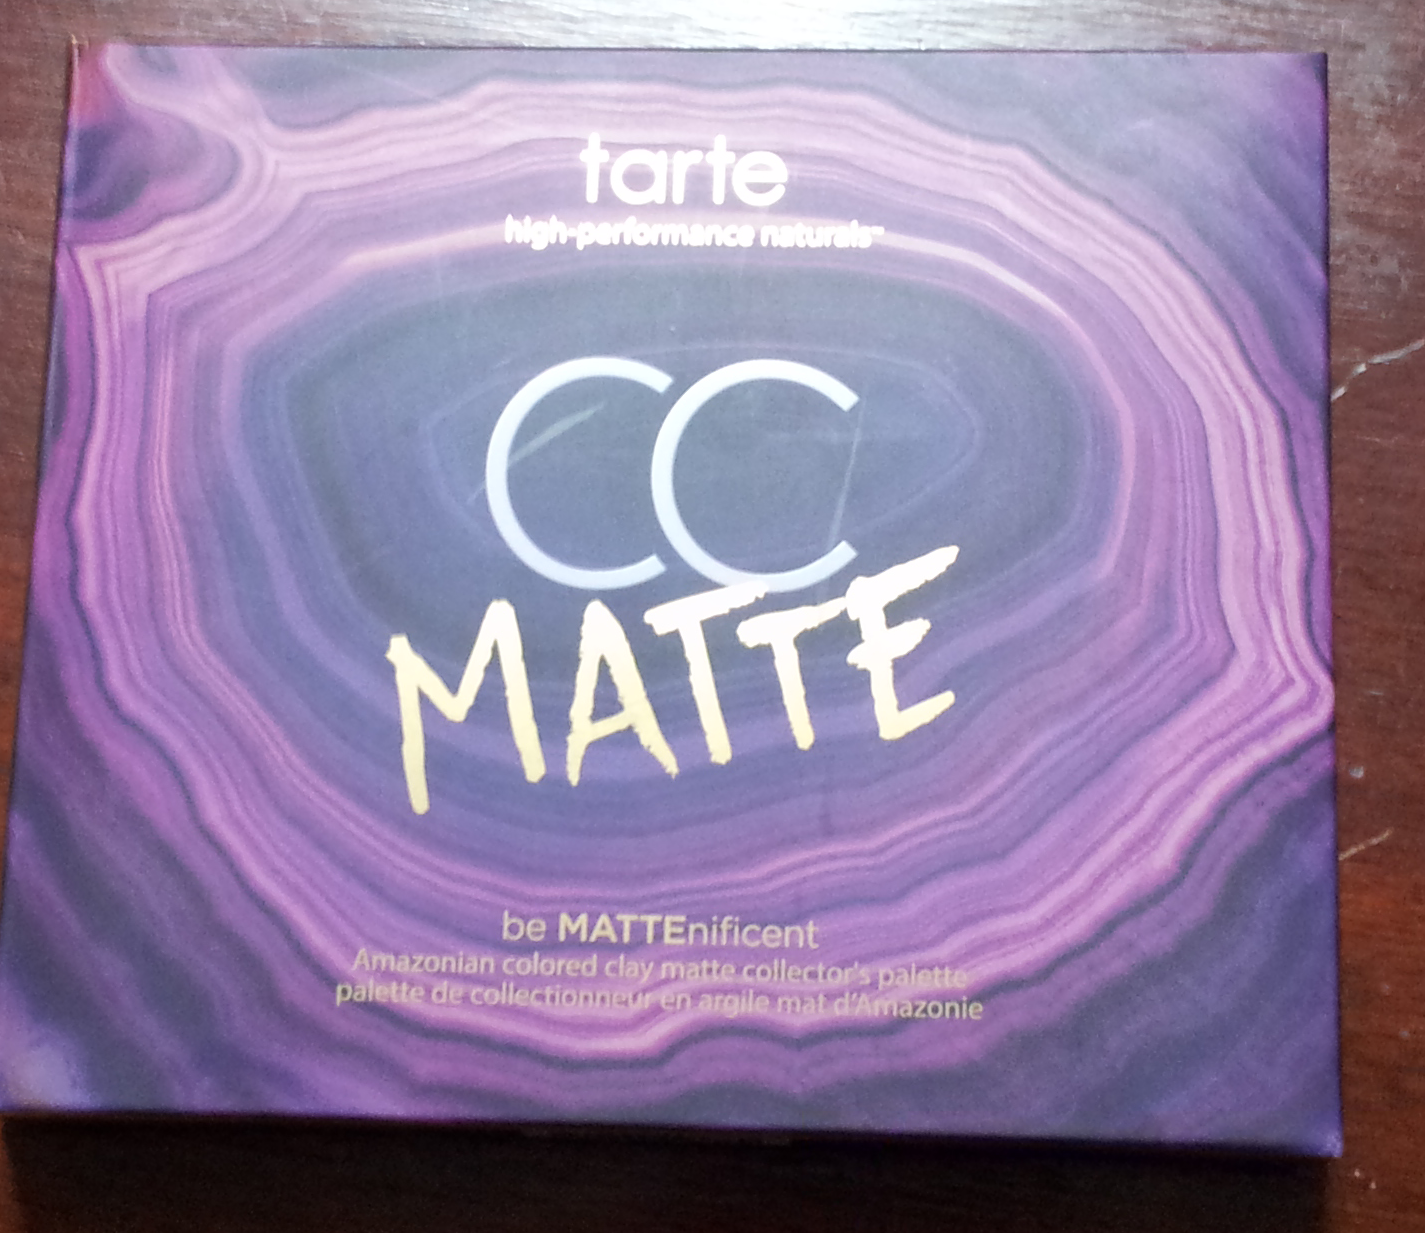 tarte
high-performance naturals™
CC
MATTE
be MATTEnificent
Amazonian colored clay matte collector's palette
palette de collectionneur en argile mat d'Amazonie